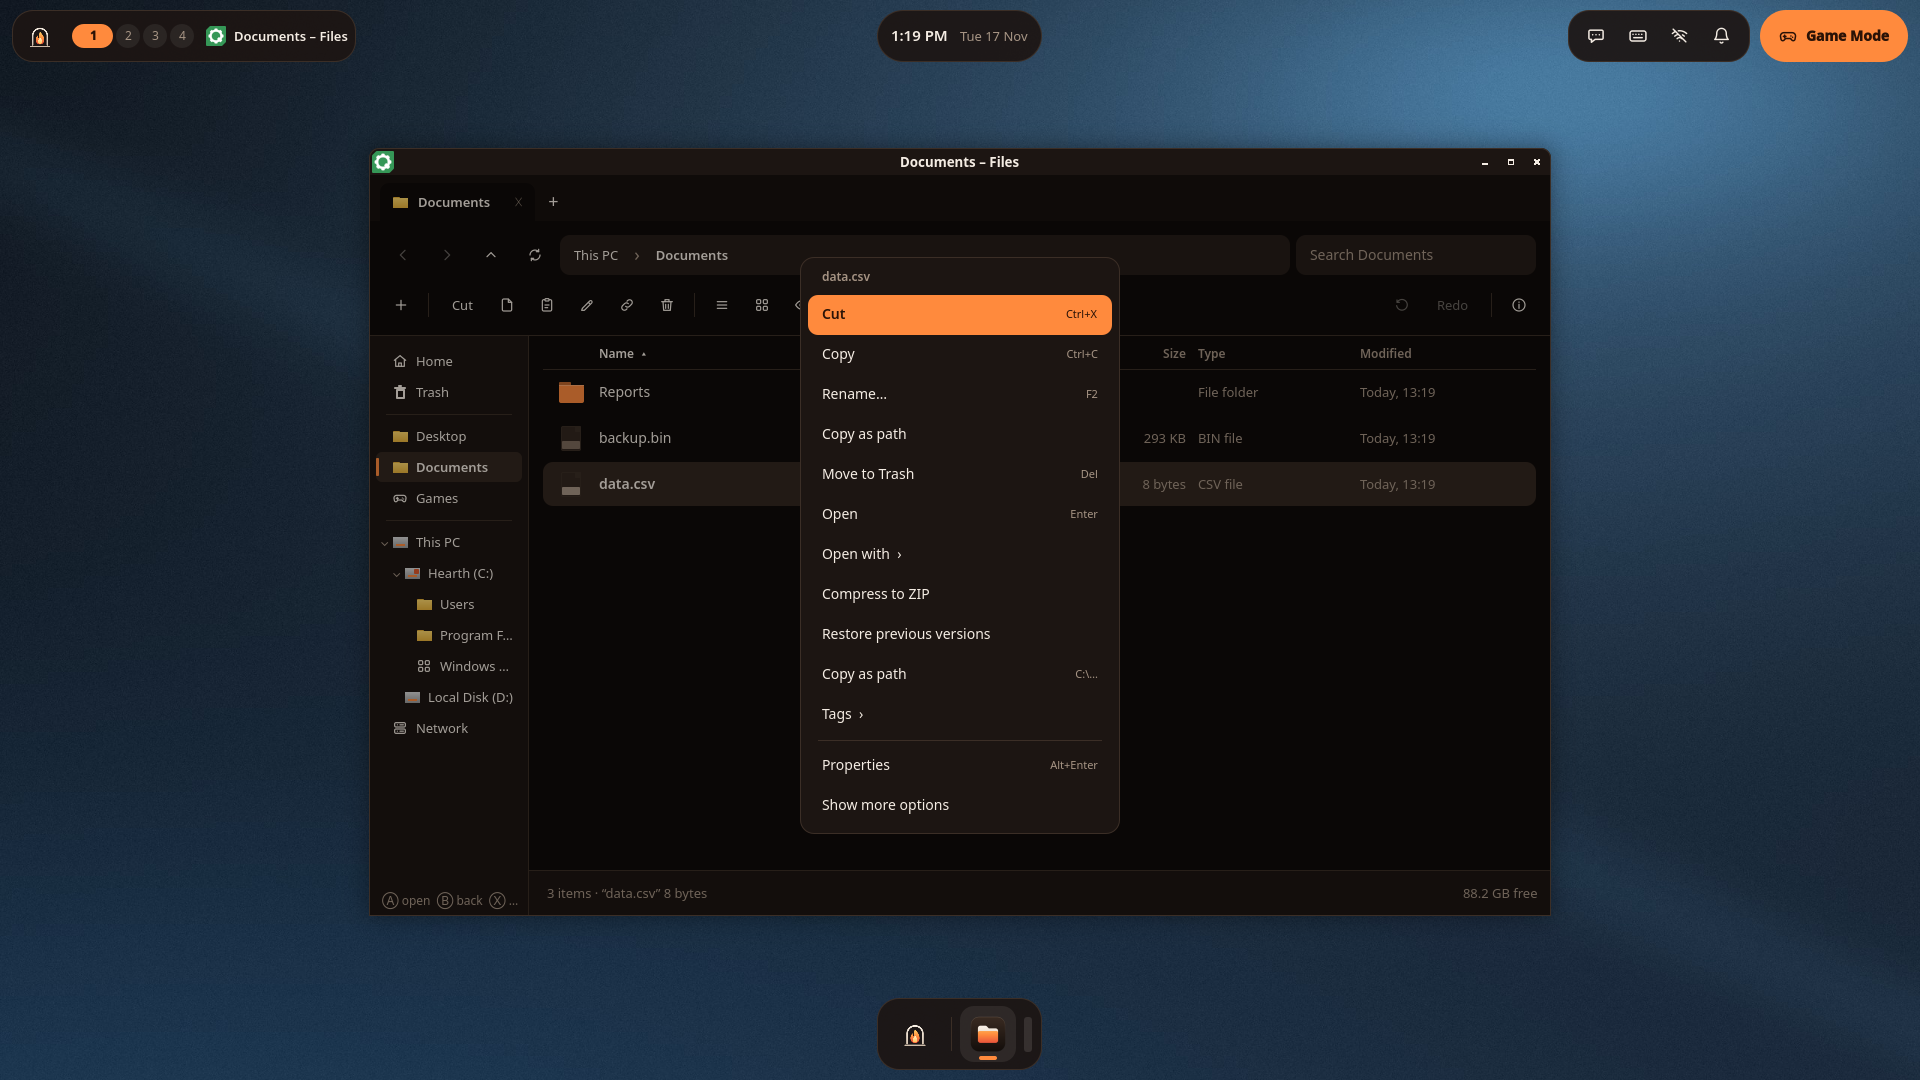 1 2 3 4 Documents – Files
1:19 PM Tue 17 Nov
Game Mode
Documents – Files
Documents X +
This PC › Documents
Search Documents
Cut
Redo
data.csv
Cut Ctrl+X
Copy Ctrl+C
Rename... F2
Copy as path
Move to Trash Del
Open Enter
Open with ›
Compress to ZIP
Restore previous versions
Copy as path C:\...
Tags ›
Properties Alt+Enter
Show more options
Home
Trash
Desktop
Documents
Games
This PC
Hearth (C:)
Users
Program F...
Windows ...
Local Disk (D:)
Network
A open B back X ...
Name Size Type Modified
Reports File folder Today, 13:19
backup.bin 293 KB BIN file Today, 13:19
data.csv 8 bytes CSV file Today, 13:19
3 items · “data.csv” 8 bytes
88.2 GB free